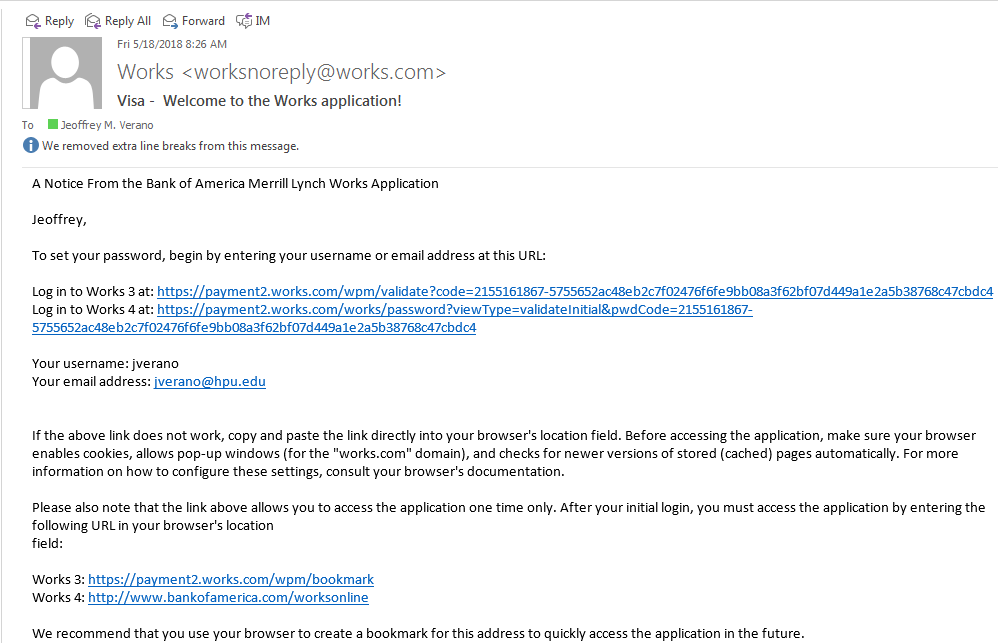 Reply Reply All Forward IM
Fri 5/18/2018 8:26 AM
Works <worksnoreply@works.com>
Visa -  Welcome to the Works application!
To Jeoffrey M. Verano
We removed extra line breaks from this message.
A Notice From the Bank of America Merrill Lynch Works Application
Jeoffrey,
To set your password, begin by entering your username or email address at this URL:
Log in to Works 3 at: https://payment2.works.com/wpm/validate?code=2155161867-5755652ac48eb2c7f02476f6fe9bb08a3f62bf07d449a1e2a5b38768c47cbdc4
Log in to Works 4 at: https://payment2.works.com/works/password?viewType=validateInitial&pwdCode=2155161867-
5755652ac48eb2c7f02476f6fe9bb08a3f62bf07d449a1e2a5b38768c47cbdc4
Your username: jverano
Your email address: jverano@hpu.edu
If the above link does not work, copy and paste the link directly into your browser's location field. Before accessing the application, make sure your browser
enables cookies, allows pop-up windows (for the "works.com" domain), and checks for newer versions of stored (cached) pages automatically. For more
information on how to configure these settings, consult your browser's documentation.
Please also note that the link above allows you to access the application one time only. After your initial login, you must access the application by entering the
following URL in your browser's location
field:
Works 3: https://payment2.works.com/wpm/bookmark
Works 4: http://www.bankofamerica.com/worksonline
We recommend that you use your browser to create a bookmark for this address to quickly access the application in the future.